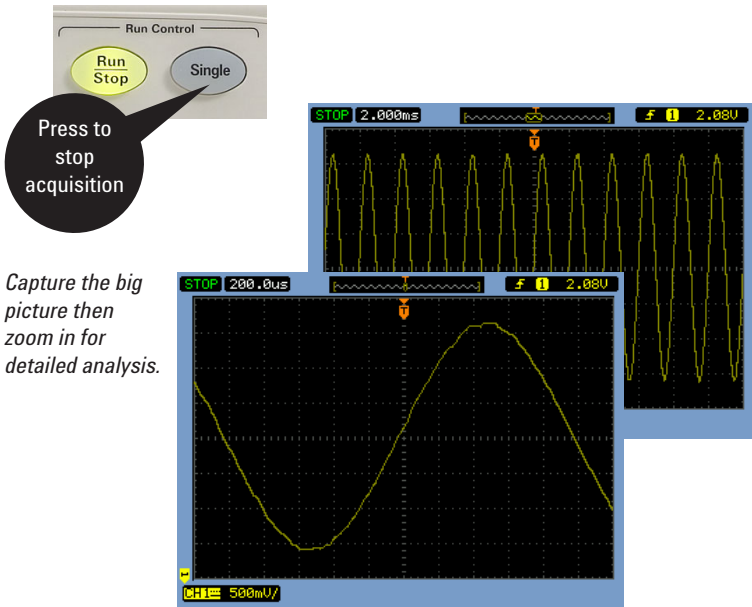 Run Control
Run
Stop
Single
Press to
stop
acquisition
STOP 2.000ms T f 1 2.08V
T
Capture the big
picture then
zoom in for
detailed analysis.
STOP 200.0us T f 1 2.08V
T
1
CH1 500mV/